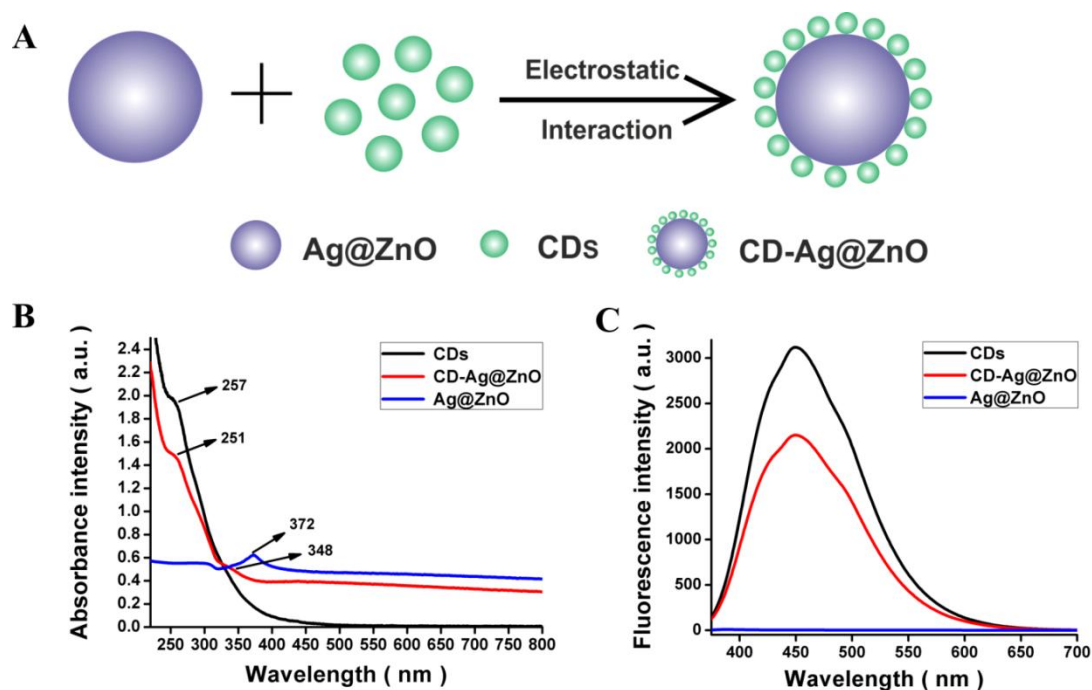 A
Electrostatic
Interaction
Ag@ZnO
CDs
CD-Ag@ZnO
B
Absorbance intensity ( a.u. )
2.4
2.2
2.0
1.8
1.6
1.4
1.2
1.0
0.8
0.6
0.4
0.2
0.0
257
251
372
348
CDs
CD-Ag@ZnO
Ag@ZnO
250 300 350 400 450 500 550 600 650 700 750 800
Wavelength ( nm )
C
Fluorescence intensity ( a.u. )
3000
2500
2000
1500
1000
500
0
CDs
CD-Ag@ZnO
Ag@ZnO
400 450 500 550 600 650 700
Wavelength ( nm )